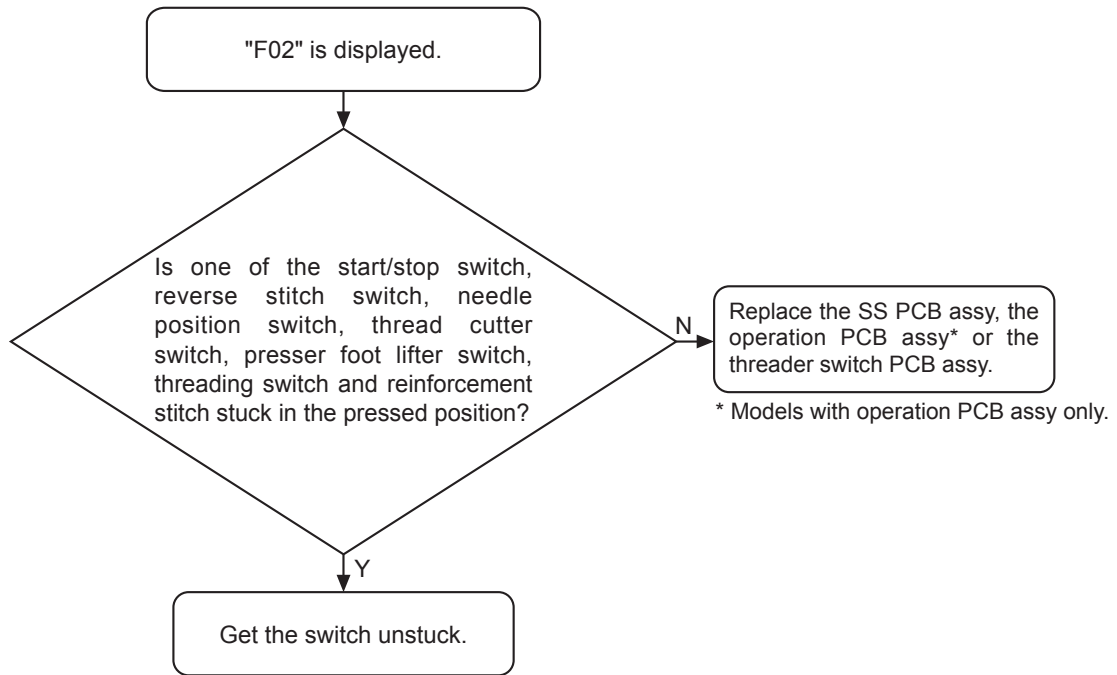 "F02" is displayed.
Is one of the start/stop switch,
reverse stitch switch, needle
position switch, thread cutter
switch, presser foot lifter switch,
threading switch and reinforcement
stitch stuck in the pressed position?
N
Replace the SS PCB assy, the
operation PCB assy* or the
threader switch PCB assy.
* Models with operation PCB assy only.
Y
Get the switch unstuck.